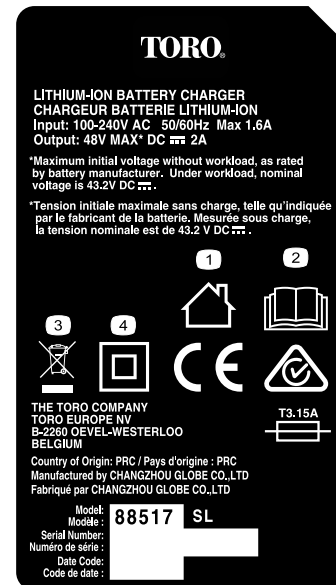 TORO.
LITHIUM-ION BATTERY CHARGER
CHARGEUR BATTERIE LITHIUM-ION
Input: 100-240V AC 50/60Hz Max 1.6A
Output: 48V MAX* DC 2A
*Maximum initial voltage without workload, as rated
by battery manufacturer. Under workload, nominal
voltage is 43.2V DC .
*Tension initiale maximale sans charge, telle qu'indiquée
par le fabricant de la batterie. Mesurée sous charge,
la tension nominale est de 43.2 V DC .
1
2
3
4
CE
THE TORO COMPANY
TORO EUROPE NV
B-2260 OEVEL-WESTERLOO
BELGIUM
T3.15A
Country of Origin: PRC / Pays d'origine : PRC
Manufactured by CHANGZHOU GLOBE CO.,LTD
Fabriqué par CHANGZHOU GLOBE CO.,LTD
Model:
Modèle :
88517 SL
Serial Number:
Numéro de série :
Date Code:
Code de date :